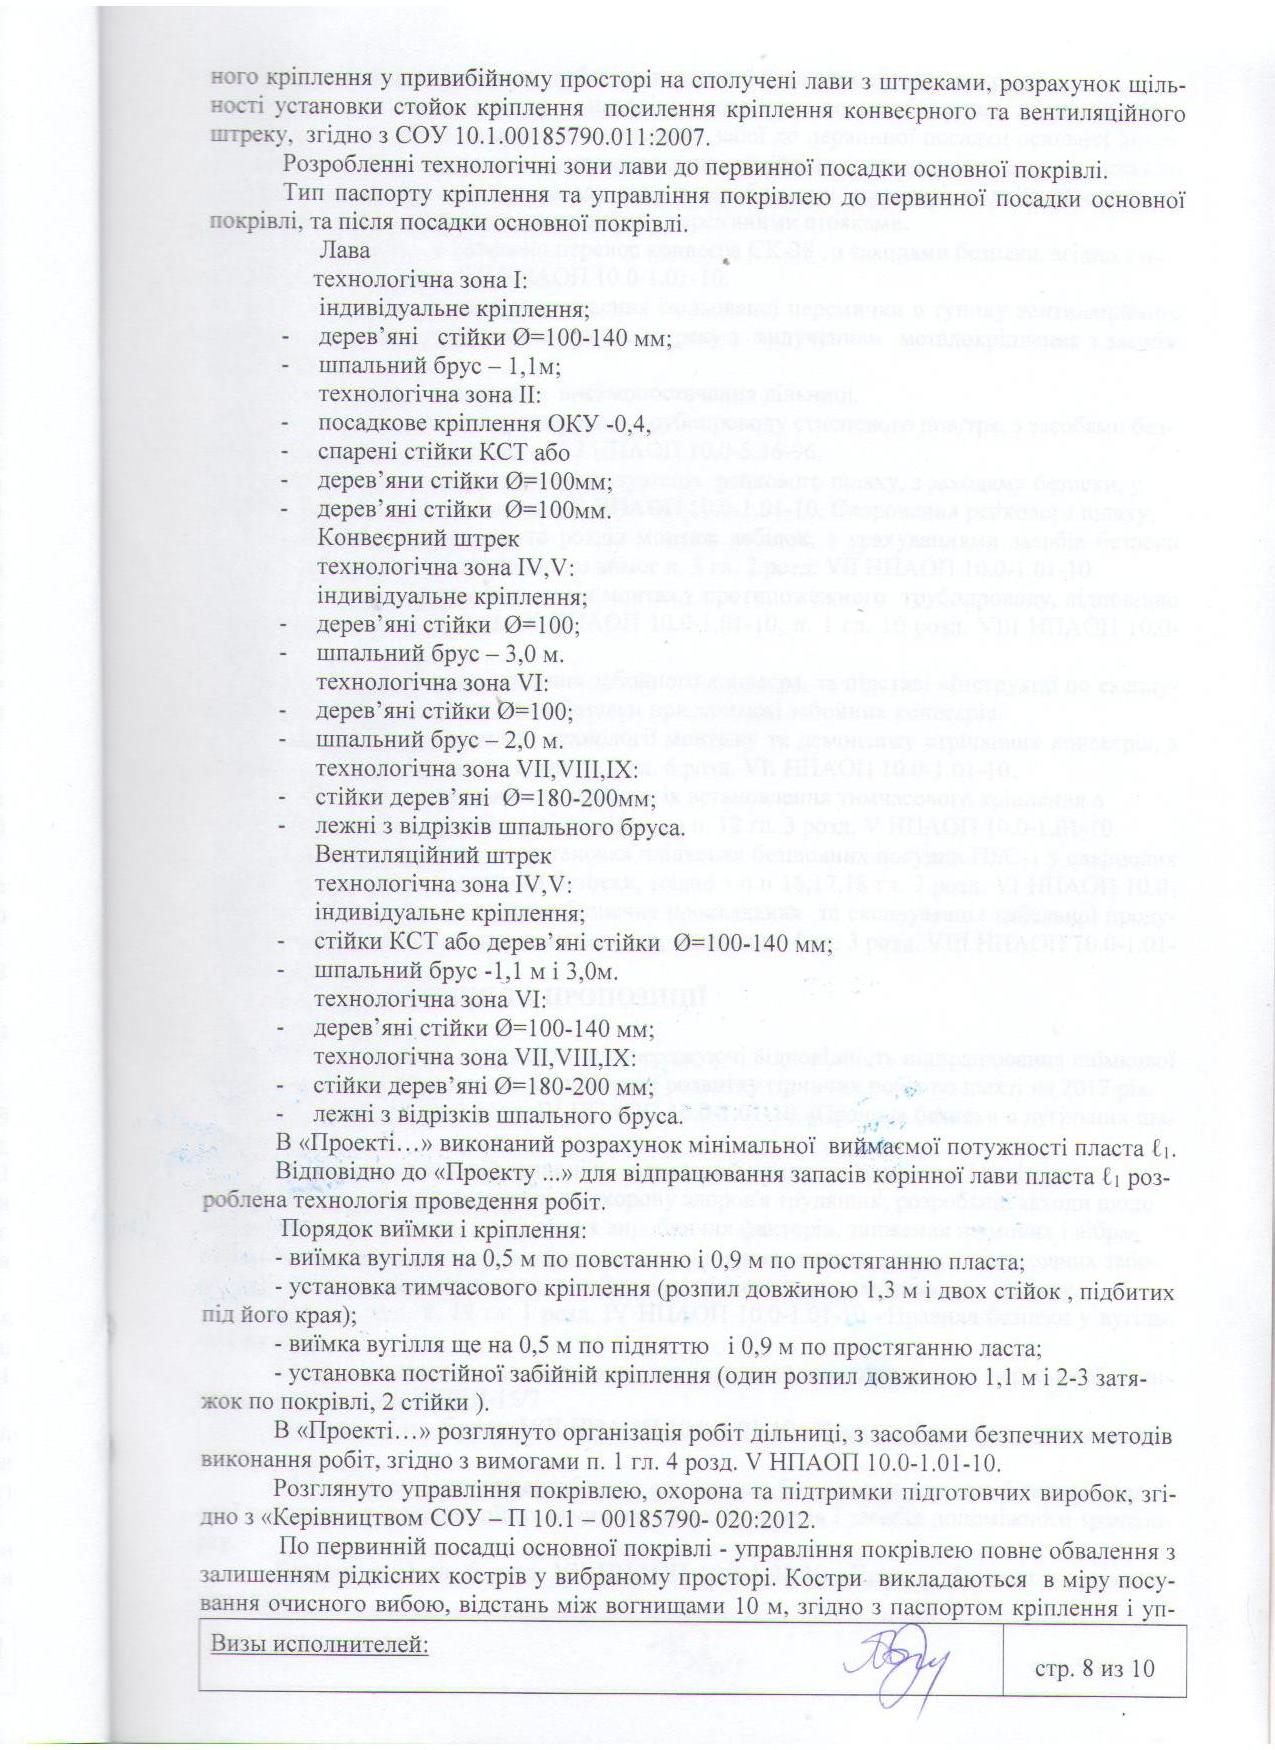 ного кріплення у привибійному просторі на сполучені лави з штреками, розрахунок щіль-
ності установки стойок кріплення посилення кріплення конвеєрного та вентиляційного
штреку, згідно з СОУ 10.1.00185790.011:2007.
Розробленні технологічні зони лави до первинної посадки основної покрівлі.
Тип паспорту кріплення та управління покрівлею до первинної посадки основної
покрівлі, та після посадки основної покрівлі.
Лава
технологічна зона І:
індивідуальне кріплення;
- дерев’яні стійки Ø=100-140 мм;
- шпальний брус – 1,1м;
технологічна зона ІІ:
- посадкове кріплення ОКУ -0,4,
- спарені стійки КСТ або
- дерев’яни стійки Ø=100мм;
- дерев’яні стійки Ø=100мм.
Конвеєрний штрек
технологічна зона IV,V:
індивідуальне кріплення;
- дерев’яні стійки Ø=100;
- шпальний брус – 3,0 м.
технологічна зона VI:
- дерев’яні стійки Ø=100;
- шпальний брус – 2,0 м.
технологічна зона VII,VIII,IX:
- стійки дерев’яні Ø=180-200мм;
- лежні з відрізків шпального бруса.
Вентиляційний штрек
технологічна зона IV,V:
індивідуальне кріплення;
- стійки КСТ або дерев’яні стійки Ø=100-140 мм;
- шпальний брус -1,1 м і 3,0м.
технологічна зона VI:
- дерев’яні стійки Ø=100-140 мм;
технологічна зона VII,VIII,IX:
- стійки дерев’яні Ø=180-200 мм;
- лежні з відрізків шпального бруса.
В «Проекті…» виконаний розрахунок мінімальної виймаємої потужності пласта ℓ₁.
Відповідно до «Проекту ...» для відпрацювання запасів корінної лави пласта ℓ₁ роз-
роблена технологія проведення робіт.
Порядок виїмки і кріплення:
- виїмка вугілля на 0,5 м по повстанню і 0,9 м по простяганню пласта;
- установка тимчасового кріплення (розпил довжиною 1,3 м і двох стійок , підбитих
під його края);
- виїмка вугілля ще на 0,5 м по підняттю і 0,9 м по простяганню ласта;
- установка постійної забійній кріплення (один розпил довжиною 1,1 м і 2-3 затя-
жок по покрівлі, 2 стійки ).
В «Проекті…» розглянуто організація робіт дільниці, з засобами безпечних методів
виконання робіт, згідно з вимогами п. 1 гл. 4 розд. V НПАОП 10.0-1.01-10.
Розглянуто управління покрівлею, охорона та підтримки підготовчих виробок, згі-
дно з «Керівництвом СОУ – П 10.1 – 00185790- 020:2012.
По первинній посадці основної покрівлі - управління покрівлею повне обвалення з
залишенням рідкісних кострів у вибраному просторі. Костри викладаються в міру посу-
вання очисного вибою, відстань між вогнищами 10 м, згідно з паспортом кріплення і уп-
Визы исполнителей:
стр. 8 из 10